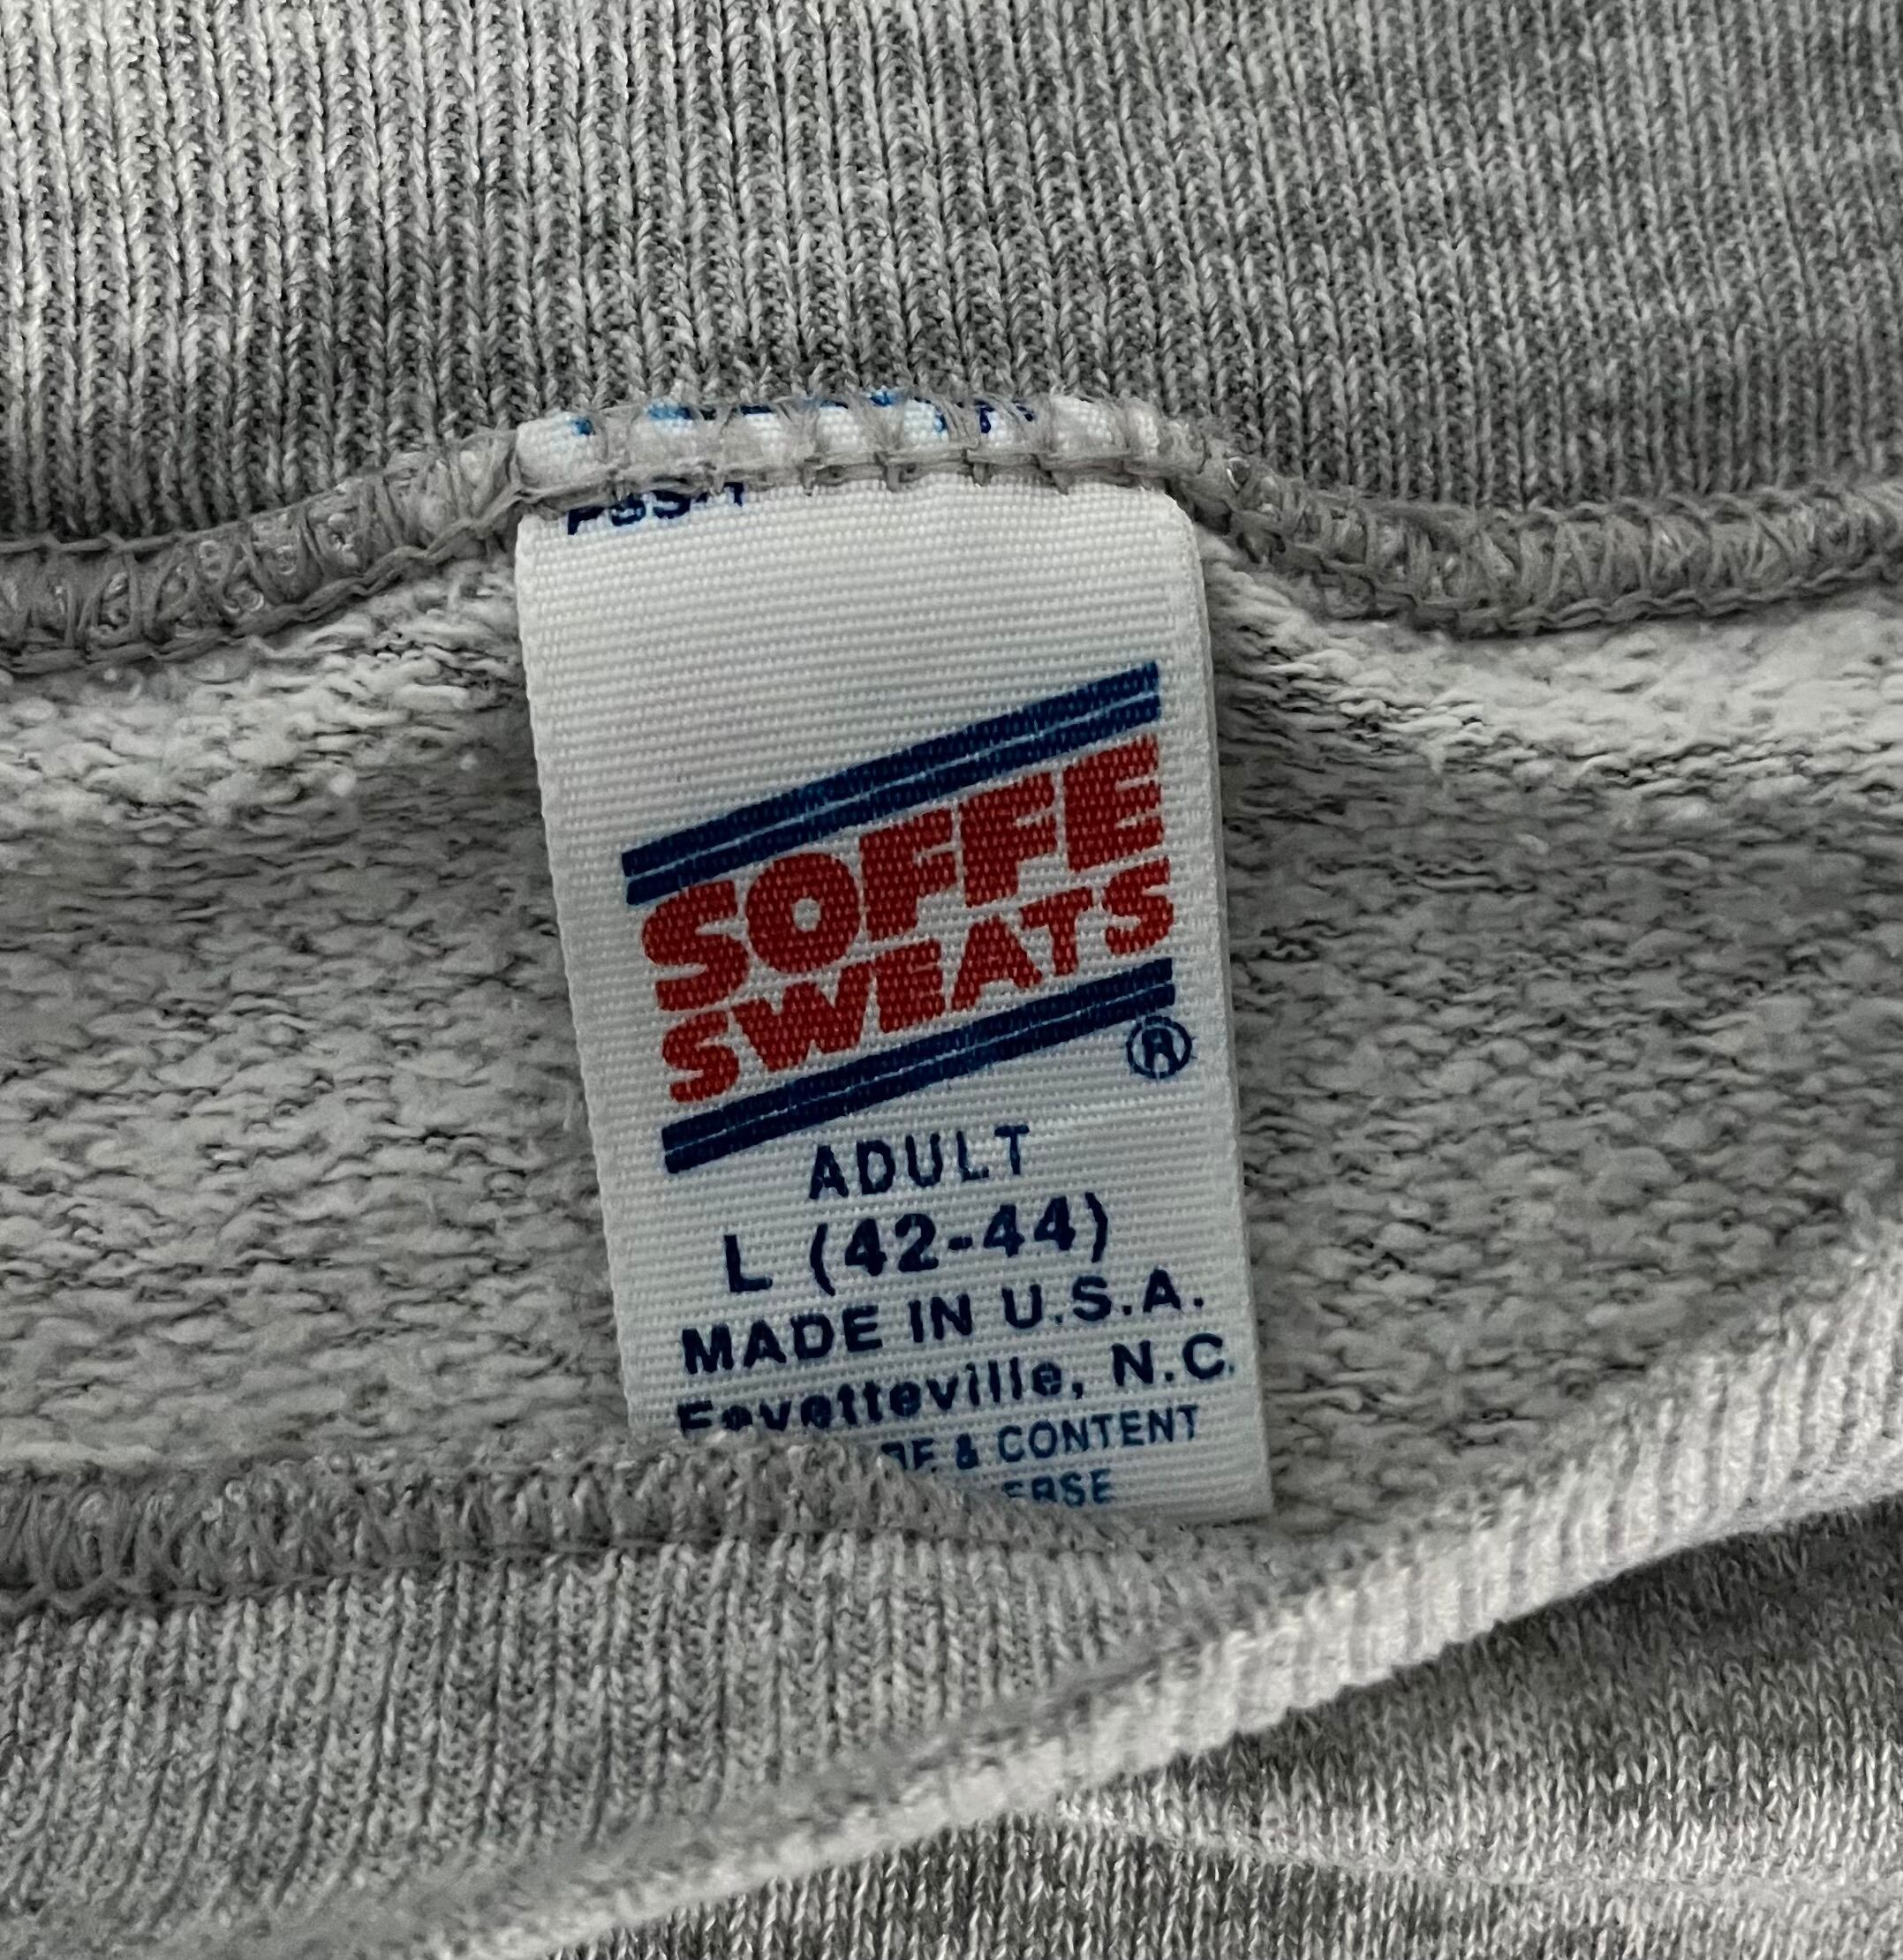 SOFFE
SWEATS
®
ADULT
L (42-44)
MADE IN U.S.A.
Fayetteville, N.C.
& CONTENT